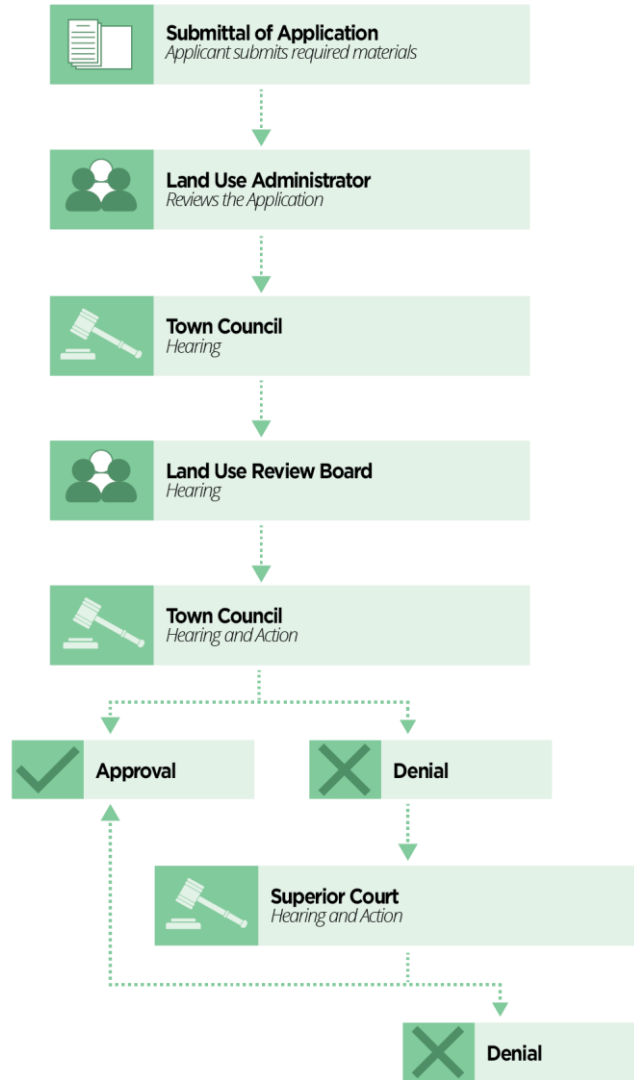 Submittal of Application
Applicant submits required materials
Land Use Administrator
Reviews the Application
Town Council
Hearing
Land Use Review Board
Hearing
Town Council
Hearing and Action
Approval
Denial
Superior Court
Hearing and Action
Denial